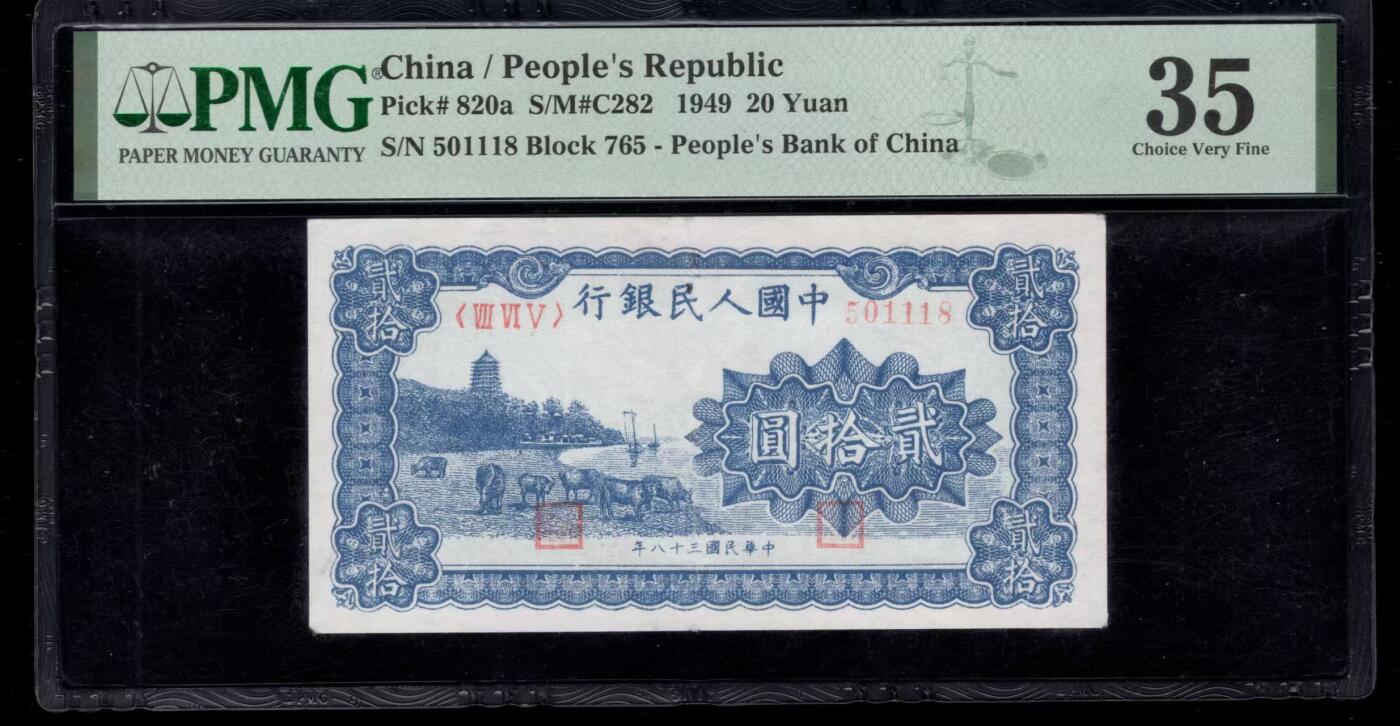 PMG®
PAPER MONEY GUARANTY
China / People's Republic
Pick# 820a S/M#C282 1949 20 Yuan
S/N 501118 Block 765 - People's Bank of China
35
Choice Very Fine
貳拾
貳拾
〈Ⅷ Ⅵ Ⅴ〉
行銀民人國中
501118
圓拾貳
年八十三國民華中
貳拾
貳拾
PMG